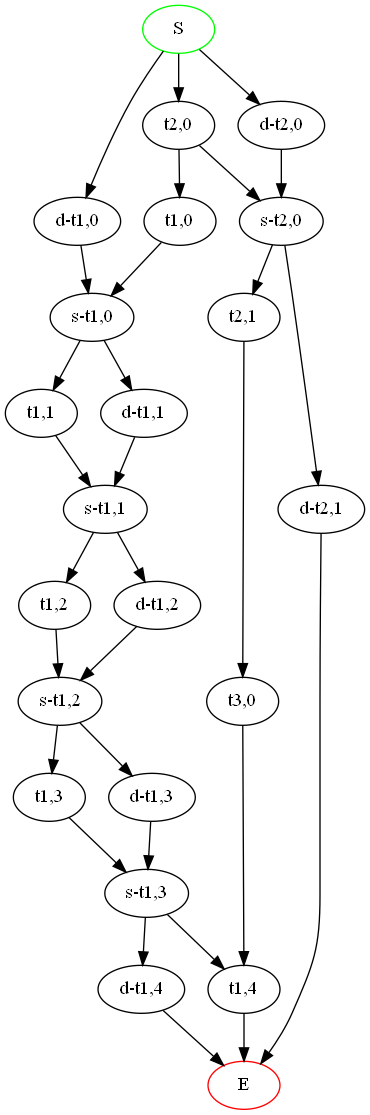 S
t2,0
d-t2,0
d-t1,0
t1,0
s-t2,0
s-t1,0
t2,1
t1,1
d-t1,1
s-t1,1
d-t2,1
t1,2
d-t1,2
s-t1,2
t3,0
t1,3
d-t1,3
s-t1,3
d-t1,4
t1,4
E